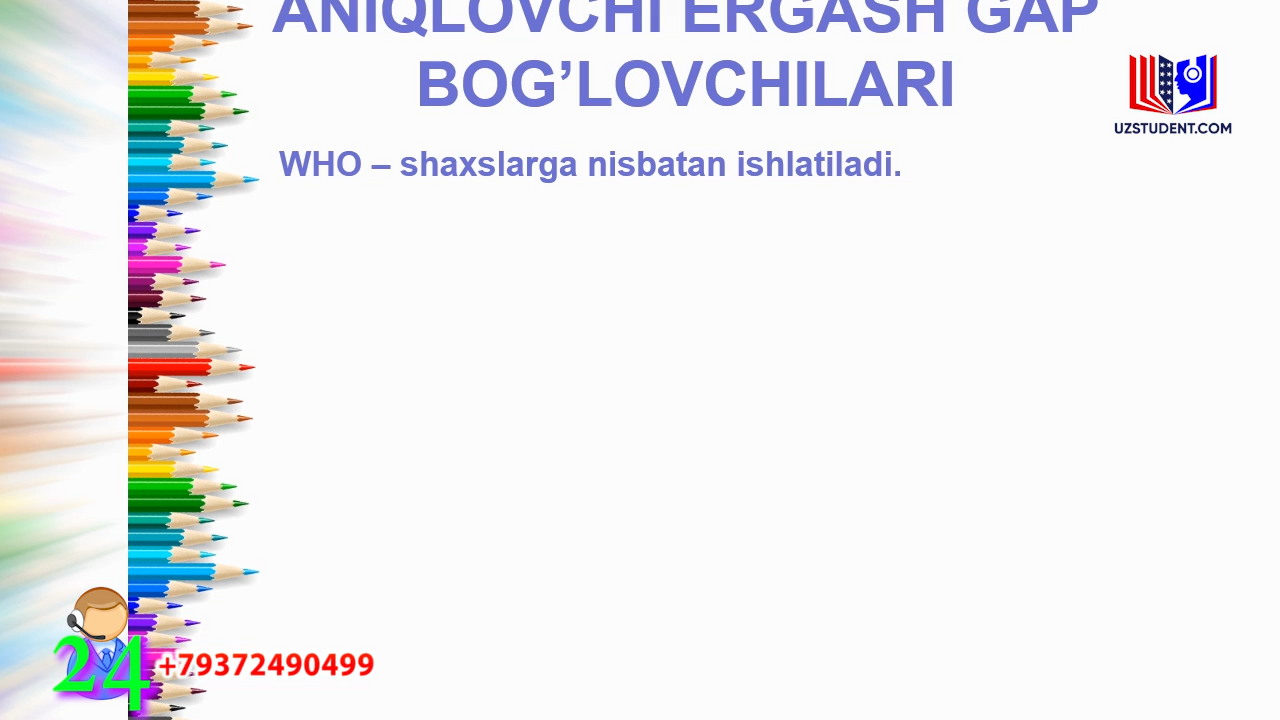 ANIQLOVCHI ERGASH GAP
BOG’LOVCHILARI
UZSTUDENT.COM
WHO – shaxslarga nisbatan ishlatiladi.
24
+79372490499